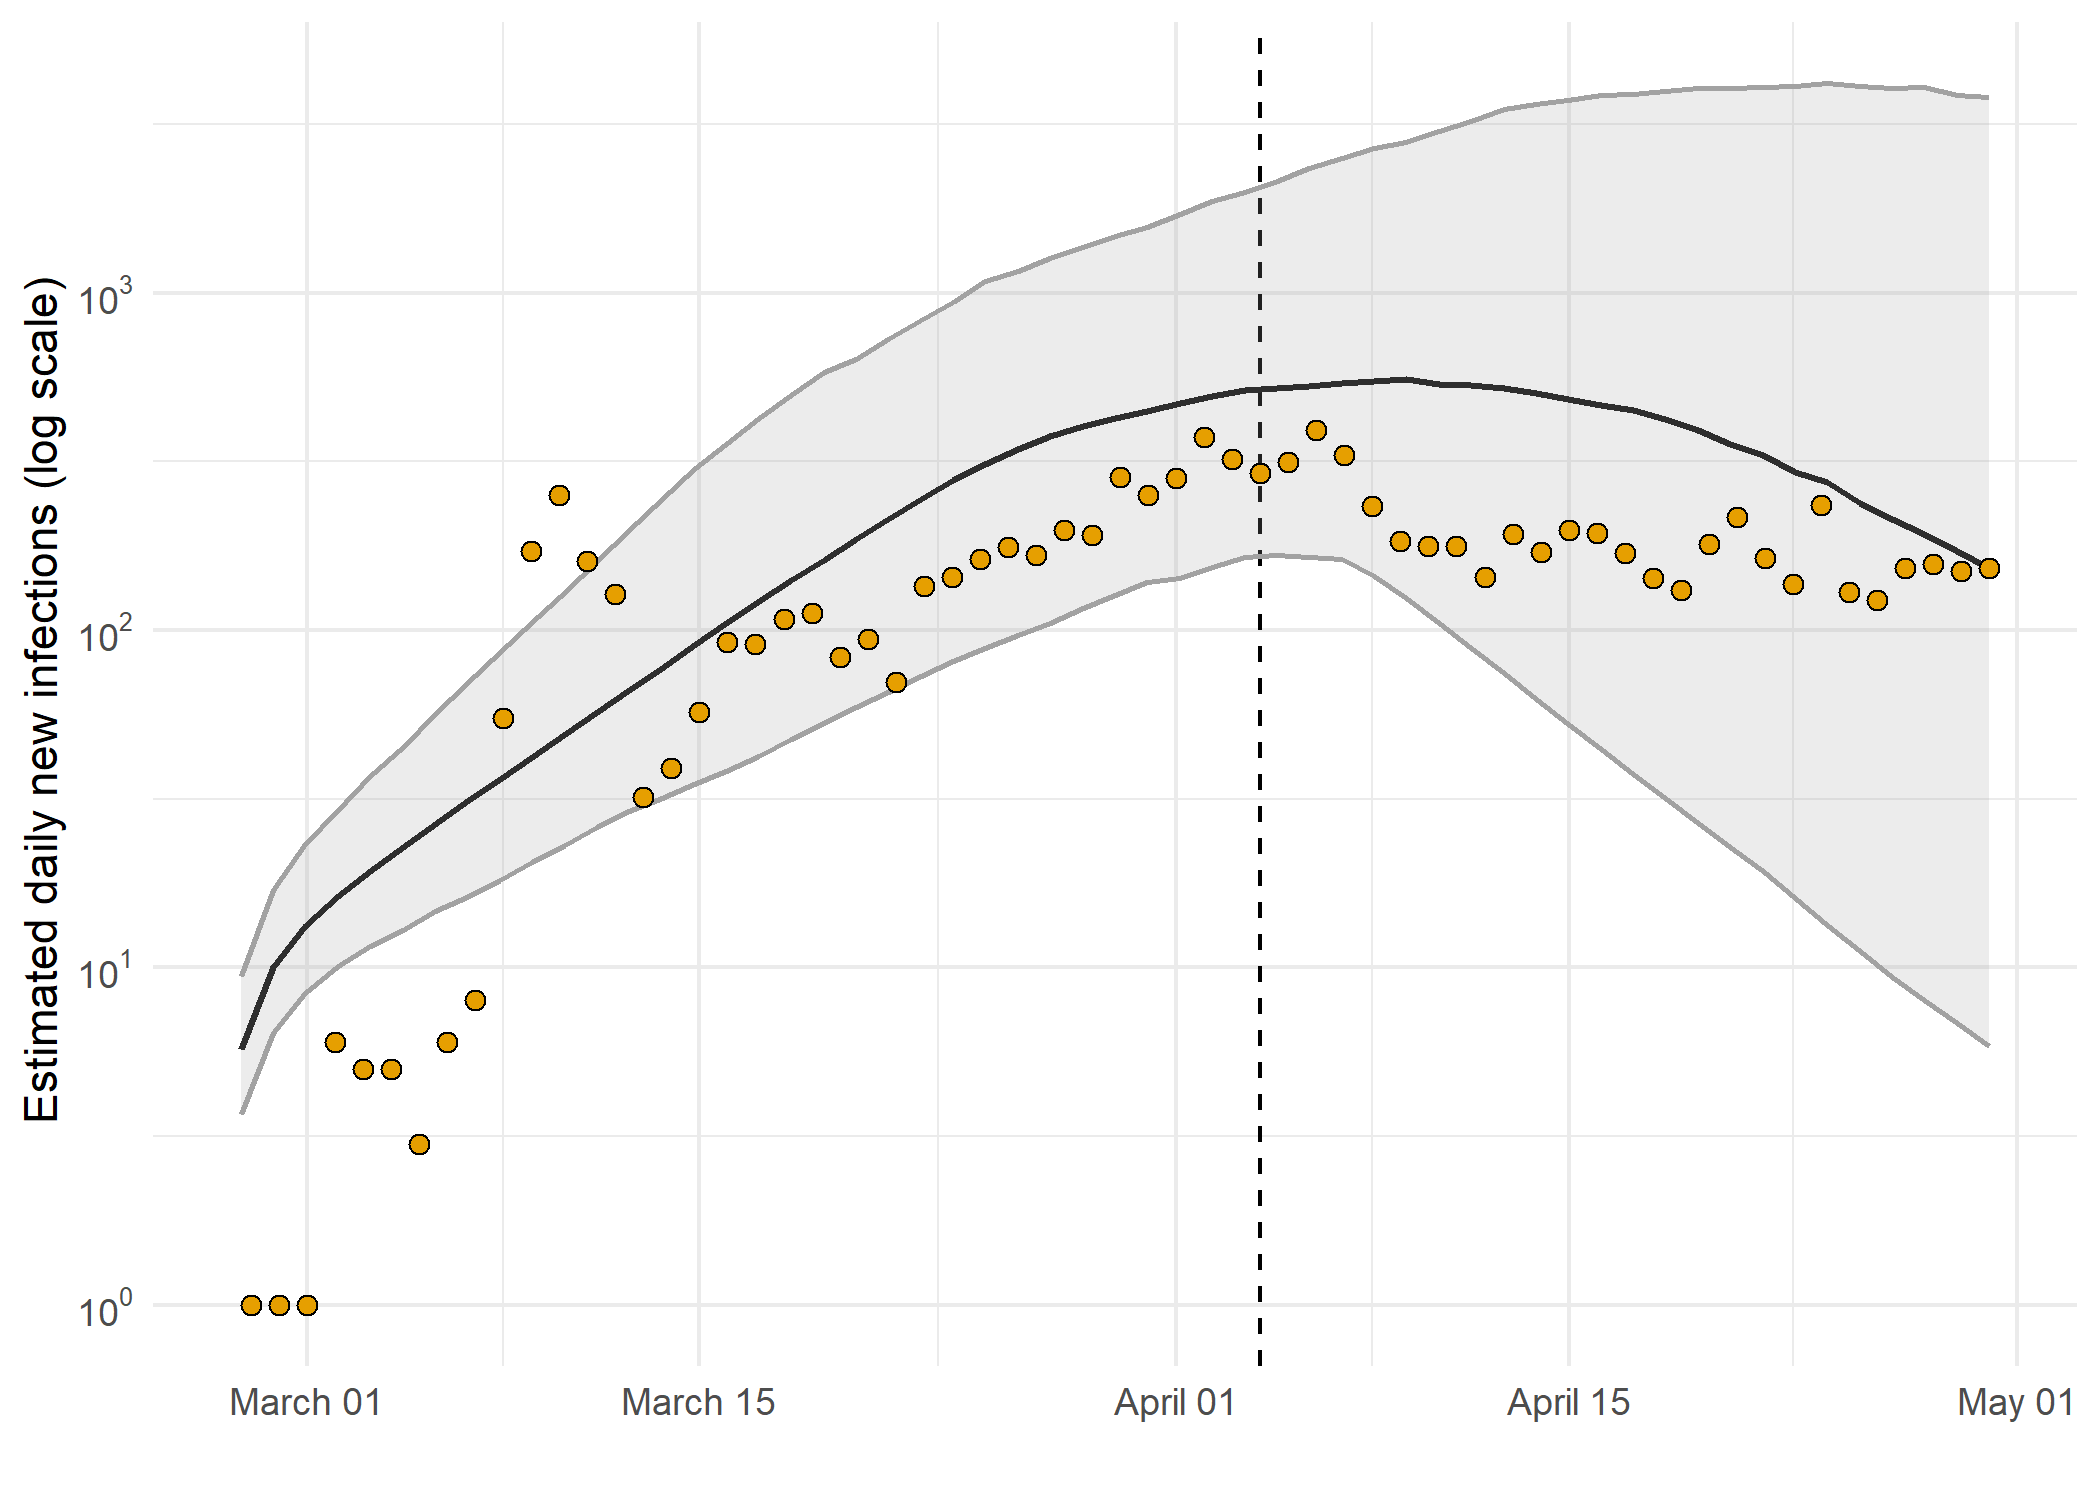 Estimated daily new infections (log scale)
10³
10²
10¹
10⁰
March 01
March 15
April 01
April 15
May 01